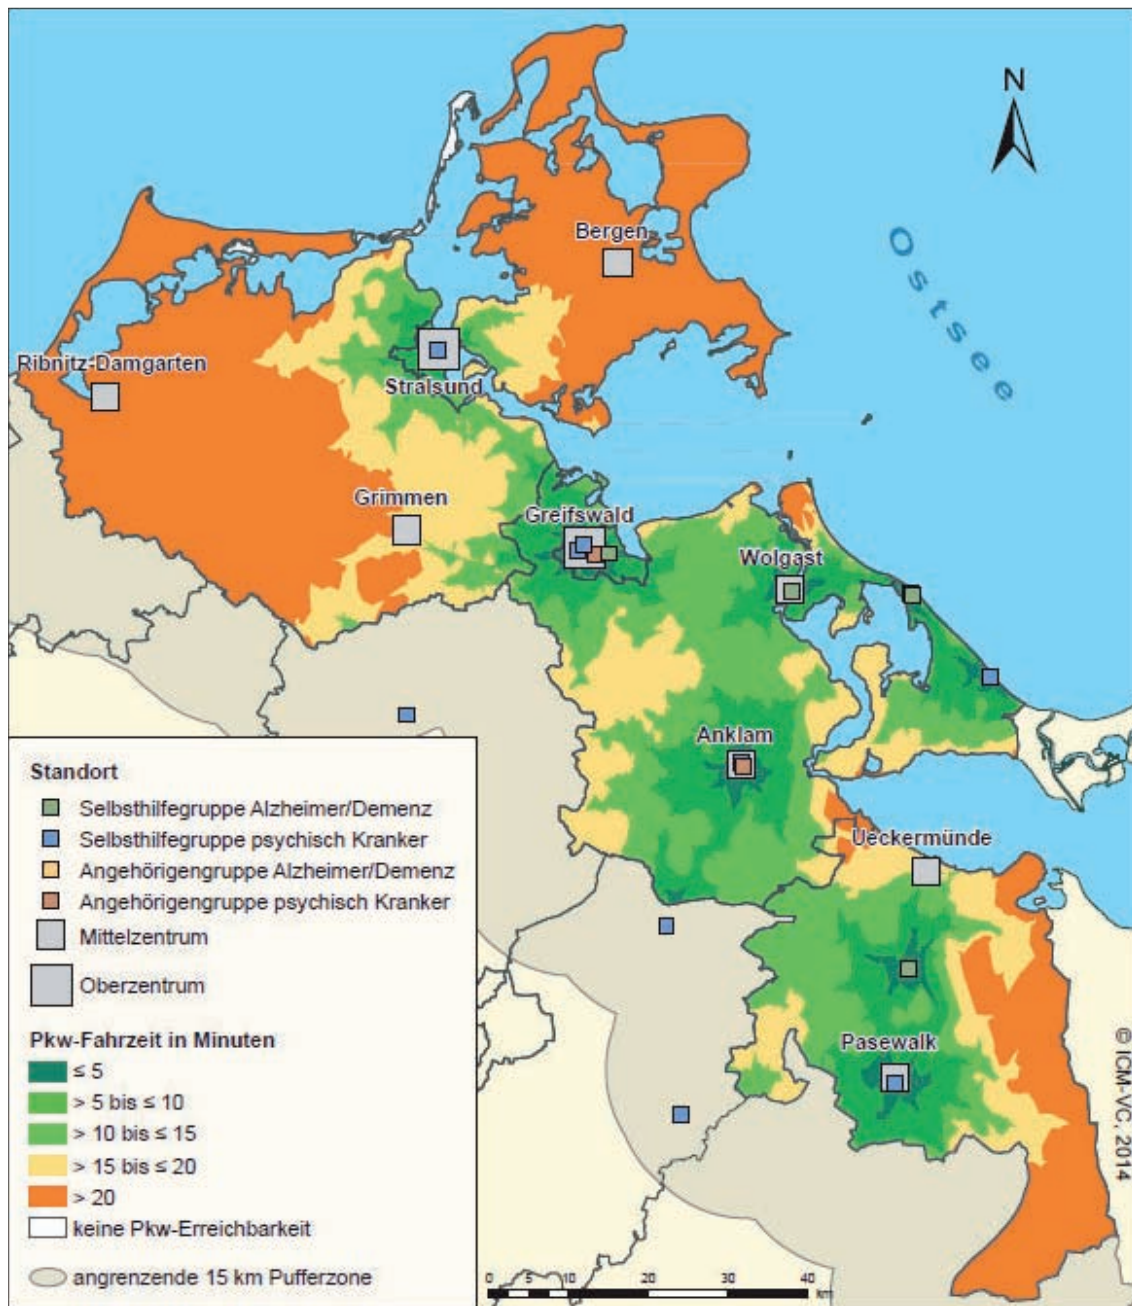 N
Ostsee
Bergen
Ribnitz-Damgarten
Stralsund
Grimmen
Greifswald
Wolgast
Anklam
Ueckermünde
Pasewalk
Standort
Selbsthilfegruppe Alzheimer/Demenz
Selbsthilfegruppe psychisch Kranker
Angehörigengruppe Alzheimer/Demenz
Angehörigengruppe psychisch Kranker
Mittelzentrum
Oberzentrum
Pkw-Fahrzeit in Minuten
≤ 5
> 5 bis ≤ 10
> 10 bis ≤ 15
> 15 bis ≤ 20
> 20
keine Pkw-Erreichbarkeit
angrenzende 15 km Pufferzone
0 5 10 20 30 40
km
© ICM-VC, 2014